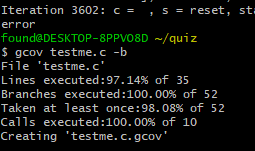 Iteration 3602: c =  , s = reset, sta
error
found@DESKTOP-8PPVO8D ~/quiz
$ gcov testme.c -b
File 'testme.c'
Lines executed:97.14% of 35
Branches executed:100.00% of 52
Taken at least once:98.08% of 52
Calls executed:100.00% of 10
Creating 'testme.c.gcov'